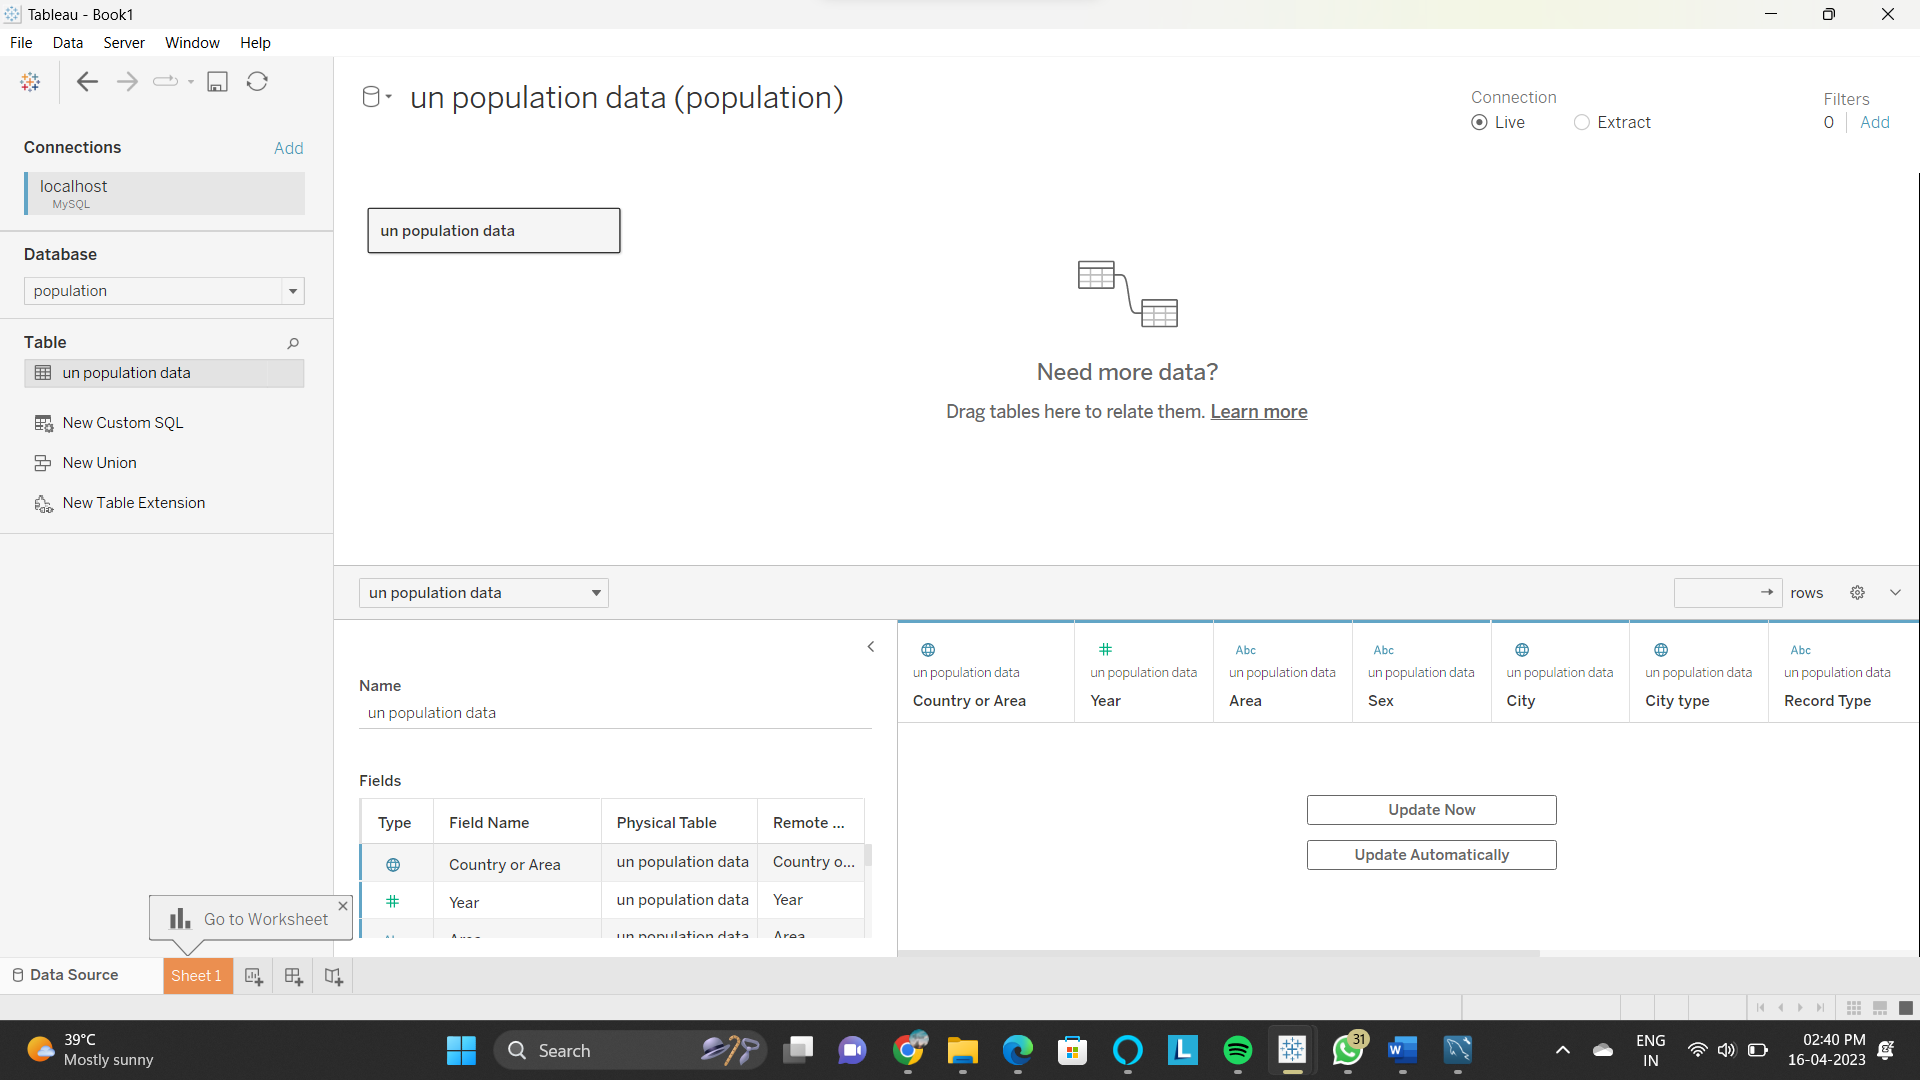 Tableau - Book1
File Data Server Window Help
Connections Add
localhost
MySQL
Database
population
Table
un population data
New Custom SQL
New Union
New Table Extension
un population data (population)
Connection
Live Extract
Filters
0 Add
un population data
Need more data?
Drag tables here to relate them. Learn more
un population data
rows
Name
un population data
Fields
Type Field Name Physical Table Remote ...
Country or Area un population data Country o...
Year un population data Year
Area un population data Area
un population data un population data un population data un population data un population data un population data un population data
Country or Area Year Area Sex City City type Record Type
Abc Abc Abc
Update Now
Update Automatically
Go to Worksheet
Data Source Sheet 1
39°C
Mostly sunny
Search
31
ENG
IN
02:40 PM
16-04-2023